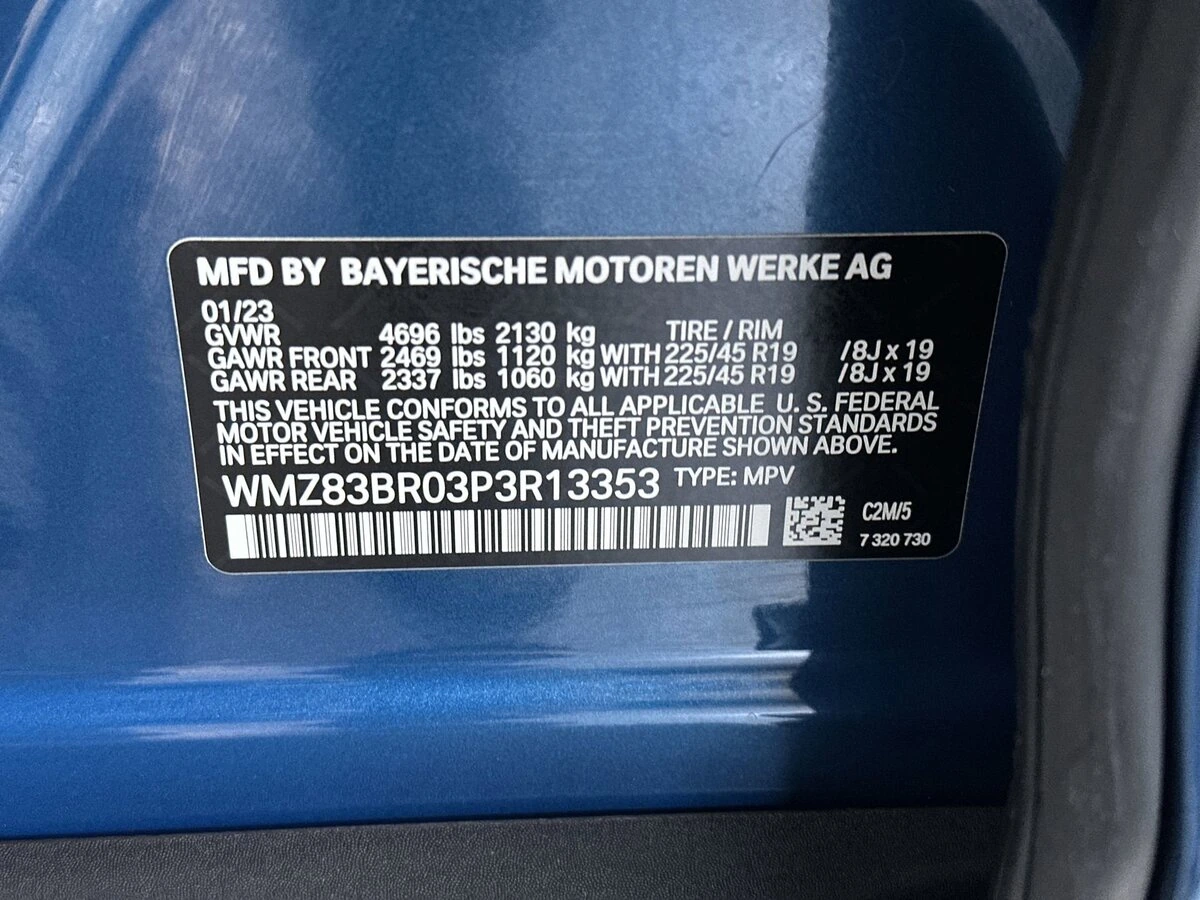 MFD BY BAYERISCHE MOTOREN WERKE AG
01/23
GVWR 4696 lbs 2130 kg TIRE / RIM
GAWR FRONT 2469 lbs 1120 kg WITH 225/45 R19 /8J x 19
GAWR REAR 2337 lbs 1060 kg WITH 225/45 R19 /8J x 19
THIS VEHICLE CONFORMS TO ALL APPLICABLE U. S. FEDERAL
MOTOR VEHICLE SAFETY AND THEFT PREVENTION STANDARDS
IN EFFECT ON THE DATE OF MANUFACTURE SHOWN ABOVE.
WMZ83BR03P3R13353 TYPE: MPV
C2M/5
7 320 730